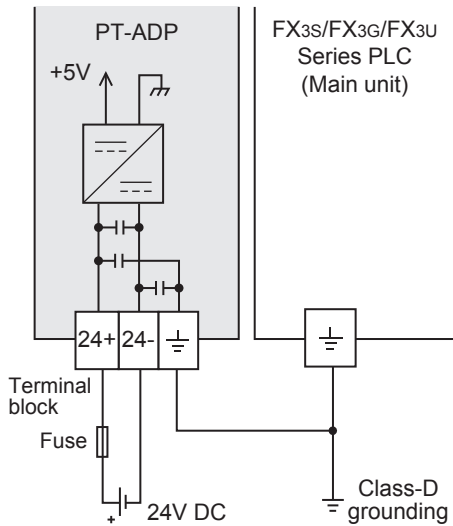 PT-ADP
FX3S/FX3G/FX3U
Series PLC
(Main unit)
+5V
24+
24-
Terminal
block
Fuse
+
24V DC
Class-D
grounding